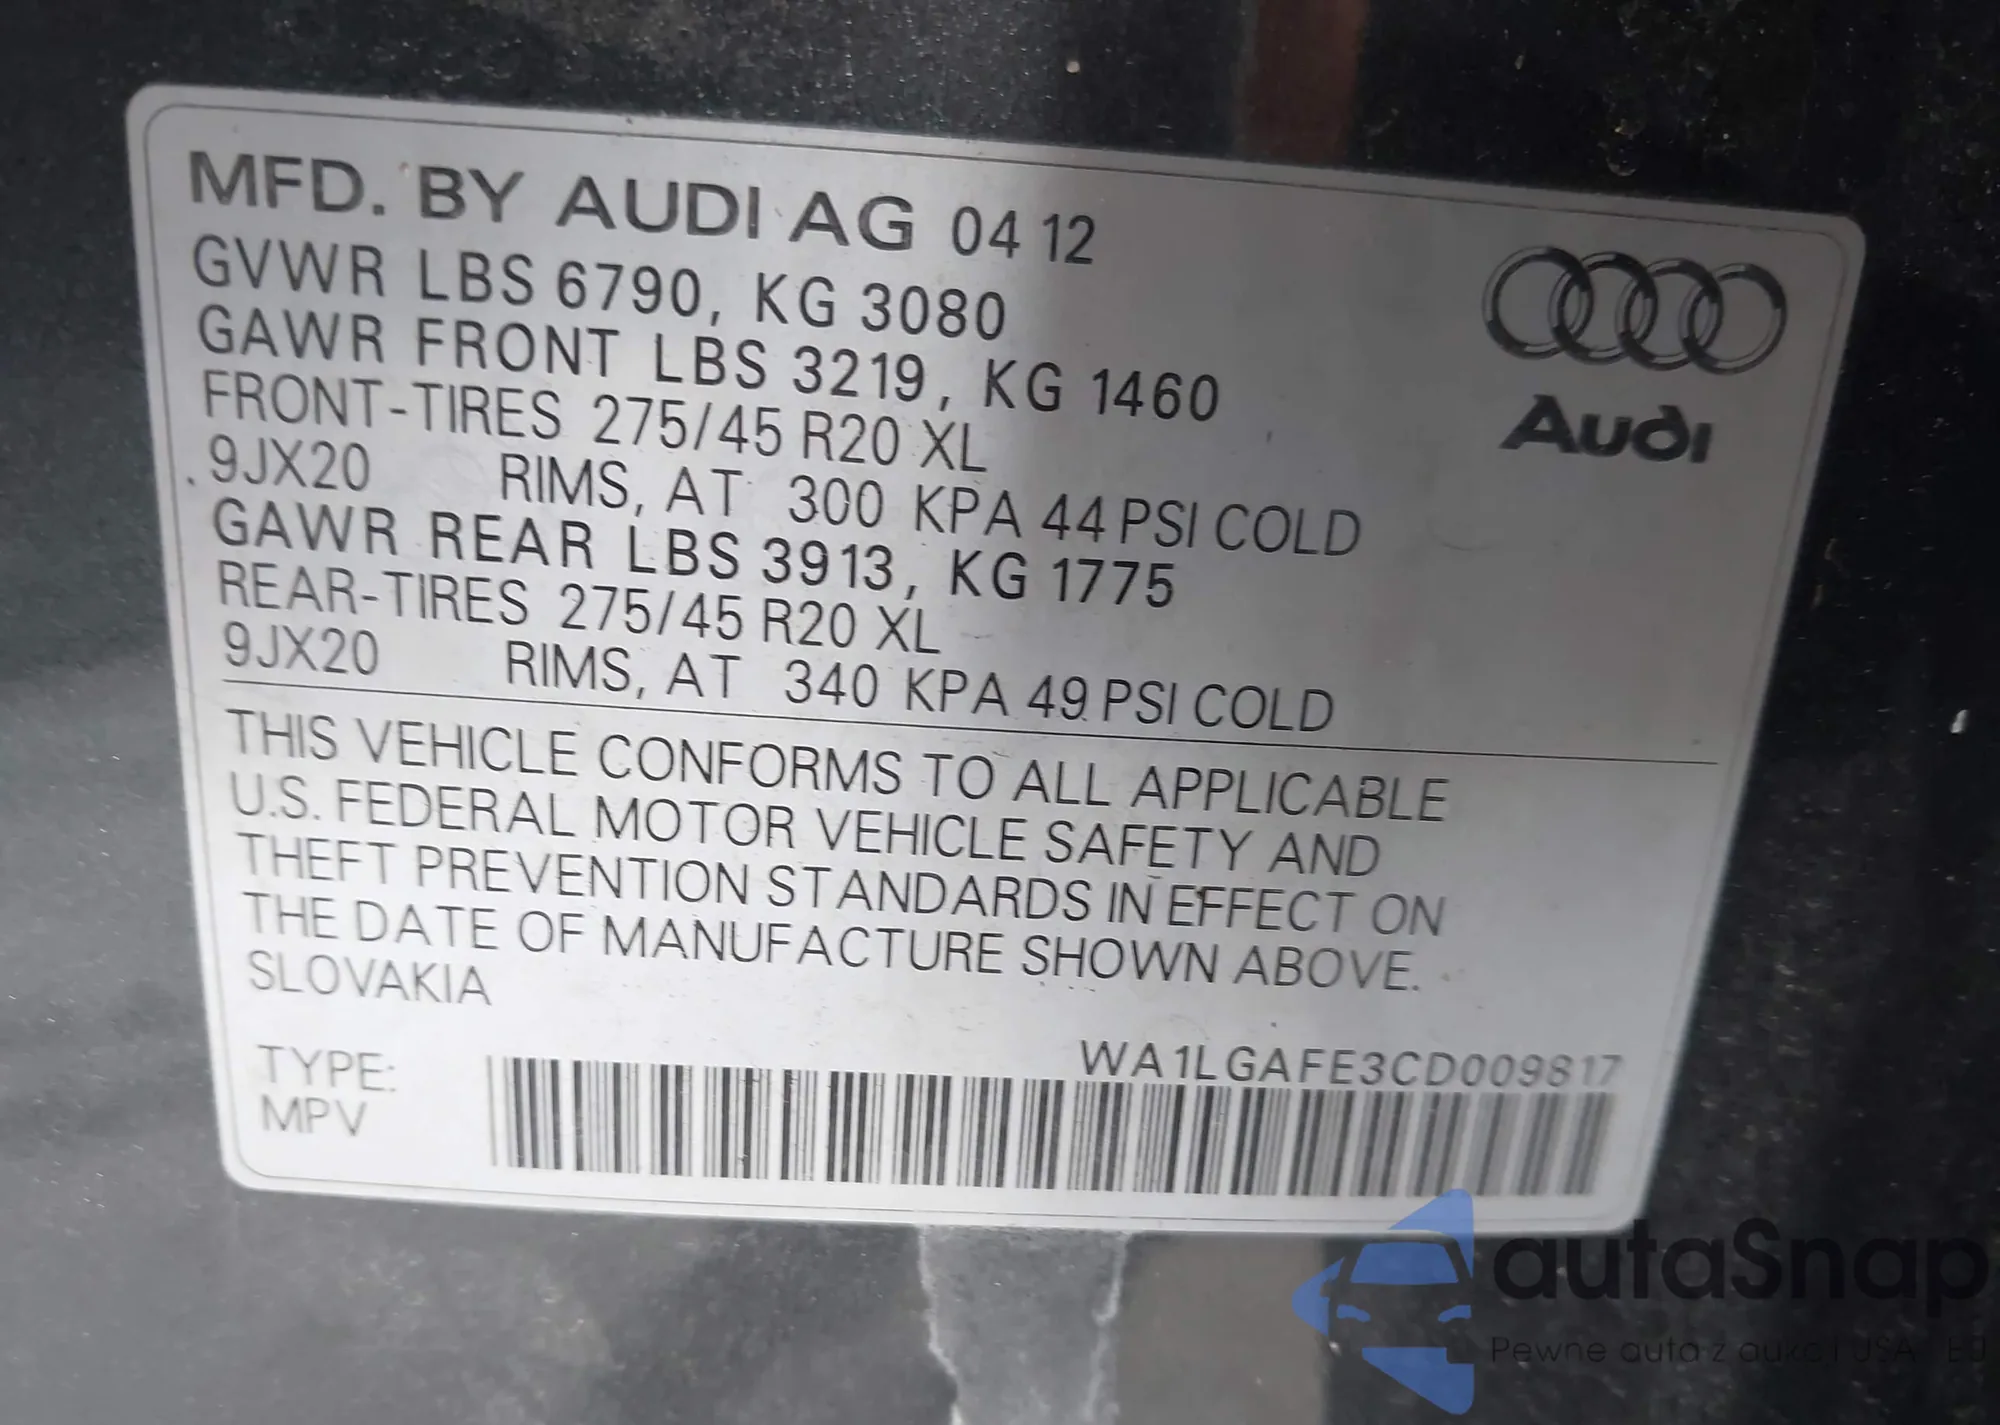 MFD. BY AUDI AG 04 12
GVWR LBS 6790, KG 3080
GAWR FRONT LBS 3219, KG 1460
FRONT-TIRES 275/45 R20 XL
9JX20 RIMS, AT 300 KPA 44 PSI COLD
GAWR REAR LBS 3913, KG 1775
REAR-TIRES 275/45 R20 XL
9JX20 RIMS, AT 340 KPA 49 PSI COLD
Audi
THIS VEHICLE CONFORMS TO ALL APPLICABLE
U.S. FEDERAL MOTOR VEHICLE SAFETY AND
THEFT PREVENTION STANDARDS IN EFFECT ON
THE DATE OF MANUFACTURE SHOWN ABOVE.
SLOVAKIA
WA1LGAFE3CD009817
TYPE:
MPV
autaSnap
Pewne auta z